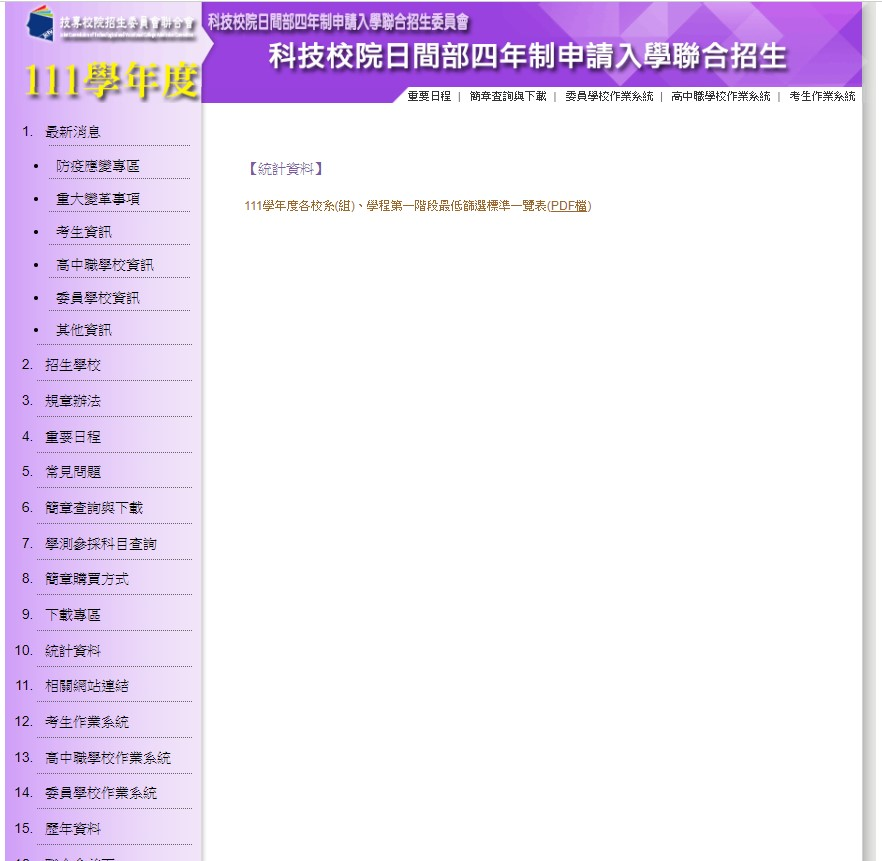 技專校院招生委員會聯合會
111學年度
科技校院日間部四年制申請入學聯合招生委員會
科技校院日間部四年制申請入學聯合招生
重要日程 | 簡章查詢與下載 | 委員學校作業系統 | 高中職學校作業系統 | 考生作業系統
1. 最新消息
• 防疫應變專區
• 重大變革事項
• 考生資訊
• 高中職學校資訊
• 委員學校資訊
• 其他資訊
2. 招生學校
3. 規章辦法
4. 重要日程
5. 常見問題
6. 簡章查詢與下載
7. 學測參採科目查詢
8. 簡章購買方式
9. 下載專區
10. 統計資料
11. 相關網站連結
12. 考生作業系統
13. 高中職學校作業系統
14. 委員學校作業系統
15. 歷年資料
【統計資料】
111學年度各校系(組)、學程第一階段最低篩選標準一覽表(PDF檔)